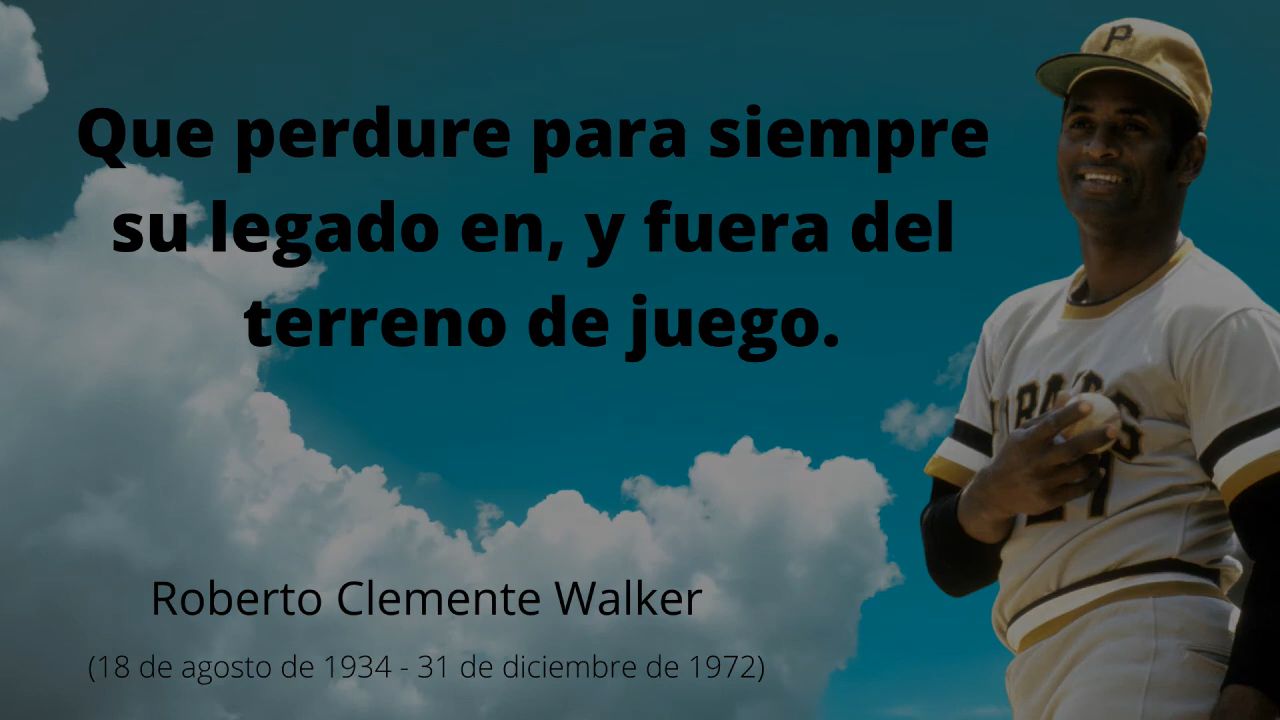 P
Que perdure para siempre
su legado en, y fuera del
terreno de juego.
21
Roberto Clemente Walker
(18 de agosto de 1934 - 31 de diciembre de 1972)